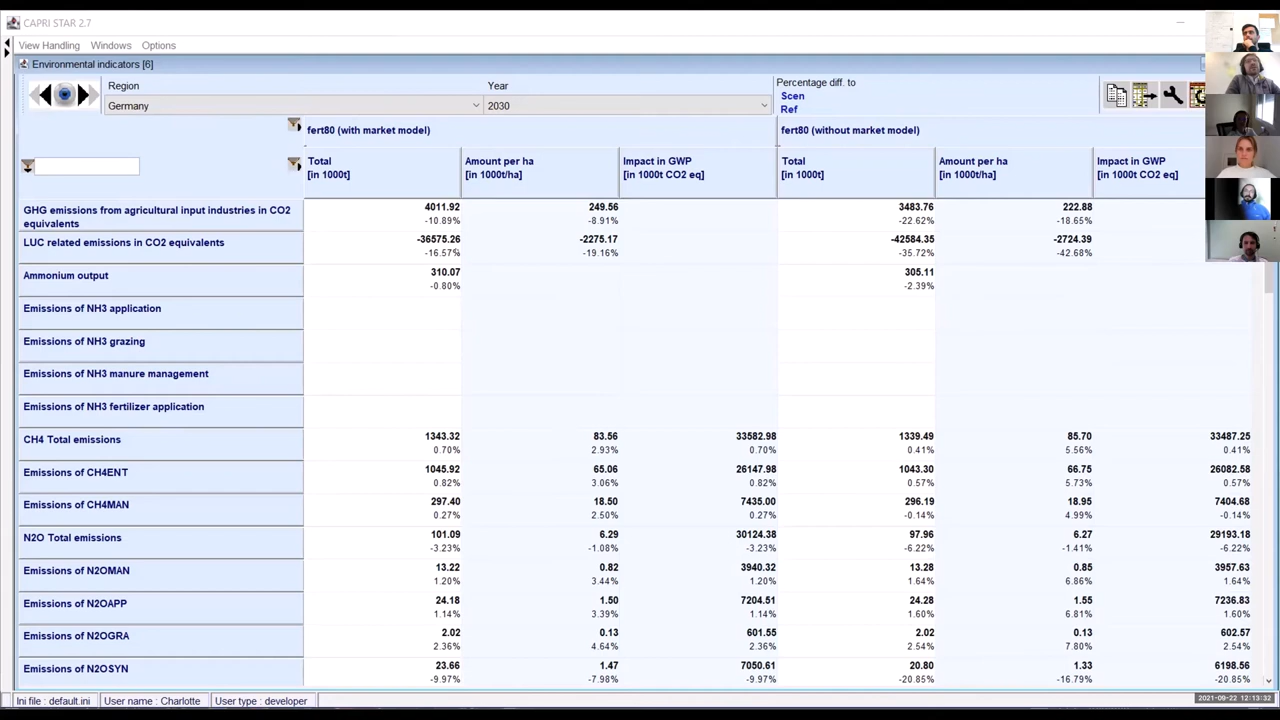 CAPRI STAR 2.7
View Handling Windows Options
Environmental indicators [6]
Region Year Percentage diff. to
Germany 2030 Scen
Ref
fert80 (with market model) fert80 (without market model)
Total Amount per ha Impact in GWP Total Amount per ha Impact in GWP
[in 1000t] [in 1000t/ha] [in 1000t CO2 eq] [in 1000t] [in 1000t/ha] [in 1000t CO2 eq]
GHG emissions from agricultural input industries in CO2 4011.92 249.56 3483.76 222.88
equivalents -10.89% -8.91% -22.62% -18.65%
LUC related emissions in CO2 equivalents -36575.26 -2275.17 -42584.35 -2724.39
-16.57% -19.16% -35.72% -42.68%
Ammonium output 310.07 305.11
-0.80% -2.39%
Emissions of NH3 application
Emissions of NH3 grazing
Emissions of NH3 manure management
Emissions of NH3 fertilizer application
CH4 Total emissions 1343.32 83.56 33582.98 1339.49 85.70 33487.25
0.70% 2.93% 0.70% 0.41% 5.56% 0.41%
Emissions of CH4ENT 1045.92 65.06 26147.98 1043.30 66.75 26082.58
0.82% 3.06% 0.82% 0.57% 5.73% 0.57%
Emissions of CH4MAN 297.40 18.50 7435.00 296.19 18.95 7404.68
0.27% 2.50% 0.27% -0.14% 4.99% -0.14%
N2O Total emissions 101.09 6.29 30124.38 97.96 6.27 29193.18
-3.23% -1.08% -3.23% -6.22% -1.41% -6.22%
Emissions of N2OMAN 13.22 0.82 3940.32 13.28 0.85 3957.63
1.20% 3.44% 1.20% 1.64% 6.86% 1.64%
Emissions of N2OAPP 24.18 1.50 7204.51 24.28 1.55 7236.83
1.14% 3.39% 1.14% 1.60% 6.81% 1.60%
Emissions of N2OGRA 2.02 0.13 601.55 2.02 0.13 602.57
2.36% 4.64% 2.36% 2.54% 7.80% 2.54%
Emissions of N2OSYN 23.66 1.47 7050.61 20.80 1.33 6198.56
-9.97% -7.98% -9.97% -20.85% -16.79% -20.85%
Ini file : default.ini User name : Charlotte User type : developer 2021-09-22 12:13:32